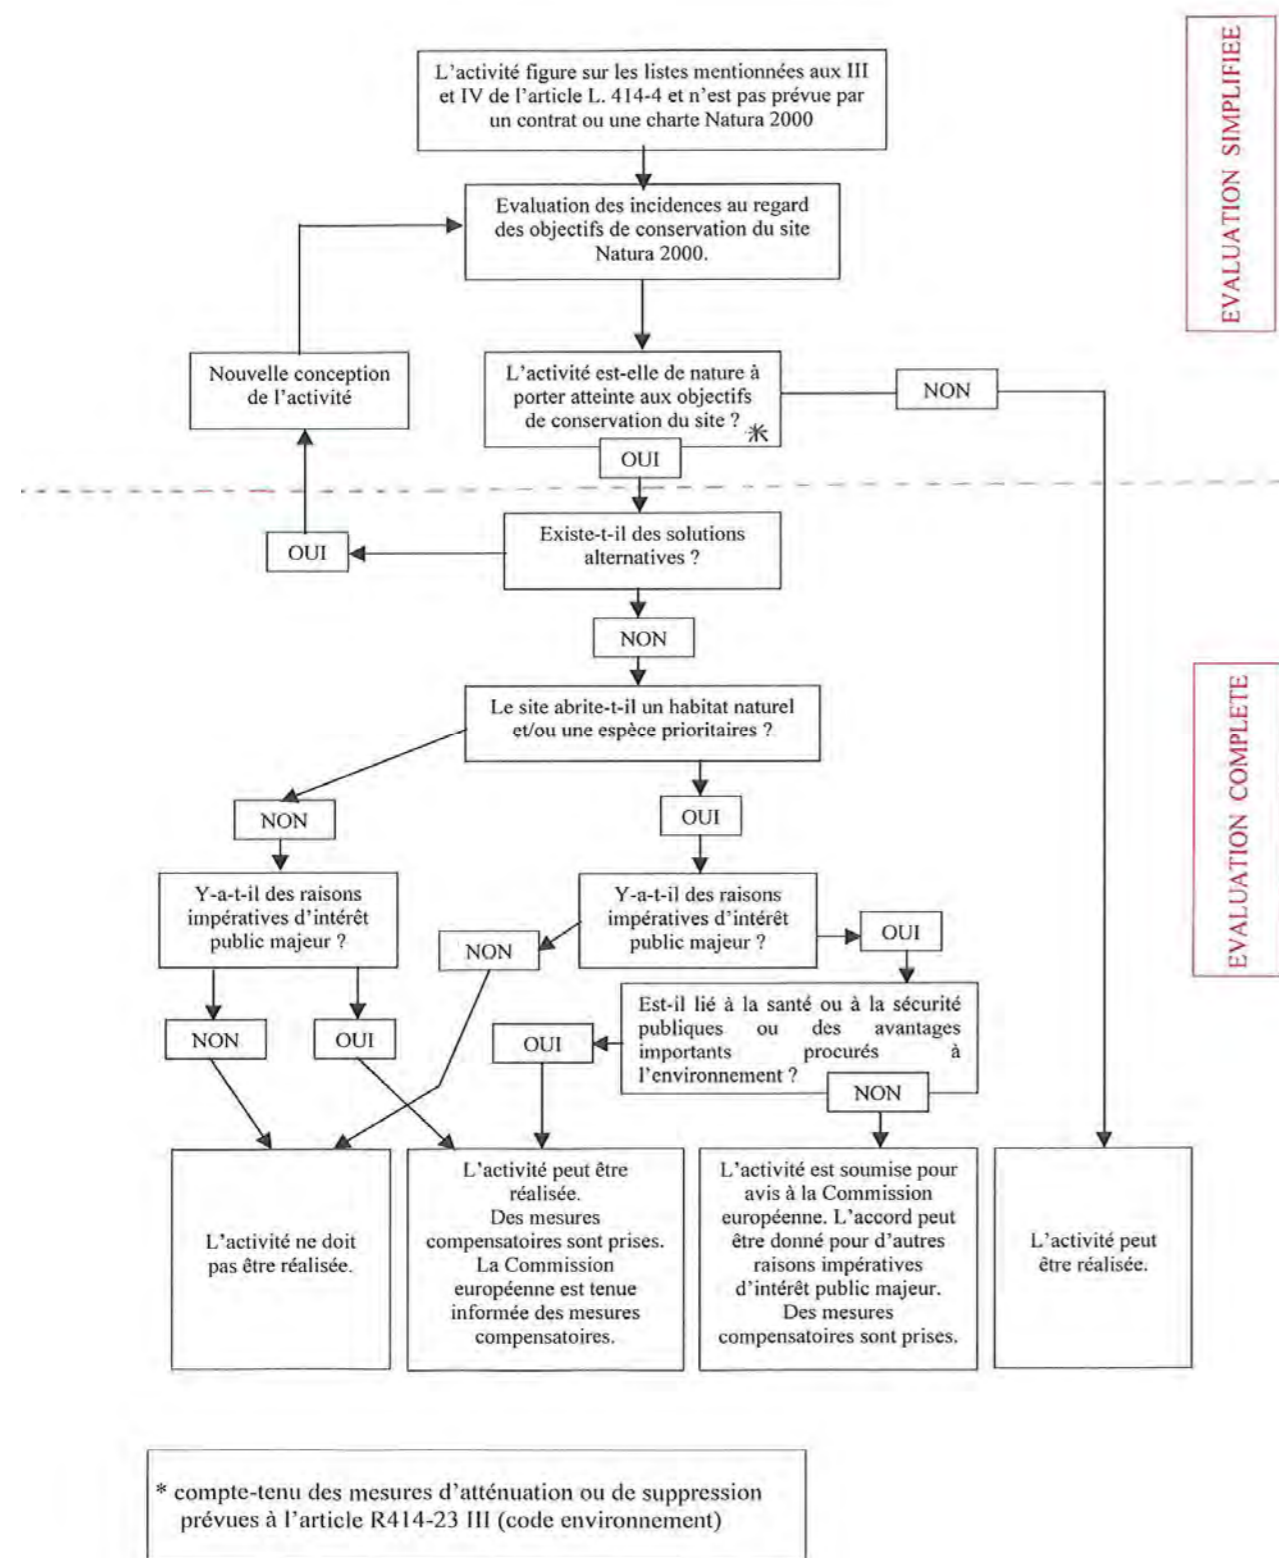 EVALUATION SIMPLIFIEE
L'activité figure sur les listes mentionnées aux III
et IV de l'article L. 414-4 et n'est pas prévue par
un contrat ou une charte Natura 2000
Evaluation des incidences au regard
des objectifs de conservation du site
Natura 2000.
Nouvelle conception
de l'activité
L'activité est-elle de nature à
porter atteinte aux objectifs
de conservation du site ? *
NON
OUI
Existe-t-il des solutions
alternatives ?
OUI
NON
Le site abrite-t-il un habitat naturel
et/ou une espèce prioritaires ?
EVALUATION COMPLETE
NON
OUI
Y-a-t-il des raisons
impératives d'intérêt
public majeur ?
Y-a-t-il des raisons
impératives d'intérêt
public majeur ?
NON
OUI
NON
OUI
OUI
Est-il lié à la santé ou à la sécurité
publiques ou des avantages
importants procurés à
l'environnement ?
NON
L'activité ne doit
pas être réalisée.
L'activité peut être
réalisée.
Des mesures
compensatoires sont prises.
La Commission
européenne est tenue
informée des mesures
compensatoires.
L'activité est soumise pour
avis à la Commission
européenne. L'accord peut
être donné pour d'autres
raisons impératives
d'intérêt public majeur.
Des mesures
compensatoires sont prises.
L'activité peut
être réalisée.
* compte-tenu des mesures d'atténuation ou de suppression
prévues à l'article R414-23 III (code environnement)